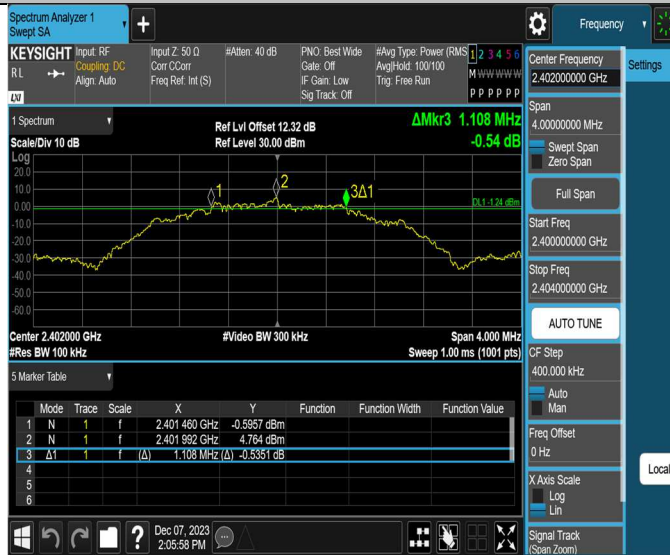 Spectrum Analyzer 1
Swept SA
Frequency
KEYSIGHT
RL
LXI
Input: RF
Coupling: DC
Align: Auto
Input Z: 50 Ω
Corr CCorr
Freq Ref: Int (S)
#Atten: 40 dB
PNO: Best Wide
Gate: Off
IF Gain: Low
Sig Track: Off
#Avg Type: Power (RMS
Avg|Hold: 100/100
Trig: Free Run
1 2 3 4 5 6
M W W W W W
P P P P P P
Center Frequency
2.402000000 GHz
Settings
Span
4.00000000 MHz
Swept Span
Zero Span
Full Span
Start Freq
2.400000000 GHz
Stop Freq
2.404000000 GHz
AUTO TUNE
CF Step
400.000 kHz
Auto
Man
Freq Offset
0 Hz
X Axis Scale
Log
Lin
Signal Track
(Span Zoom)
Local
1 Spectrum
Scale/Div 10 dB
Ref Lvl Offset 12.32 dB
Ref Level 30.00 dBm
ΔMkr3 1.108 MHz
-0.54 dB
Log
20.0
10.0
0.00
-10.0
-20.0
-30.0
-40.0
-50.0
-60.0
1
2
3Δ1
DL1 -1.24 dBm
Center 2.402000 GHz
#Video BW 300 kHz
Span 4.000 MHz
#Res BW 100 kHz
Sweep 1.00 ms (1001 pts)
5 Marker Table
Mode Trace Scale X Y Function Function Width Function Value
1 N 1 f 2.401 460 GHz -0.5957 dBm
2 N 1 f 2.401 992 GHz 4.764 dBm
3 Δ1 1 f (Δ) 1.108 MHz (Δ) -0.5351 dB
4
5
6
?
Dec 07, 2023
2:05:58 PM